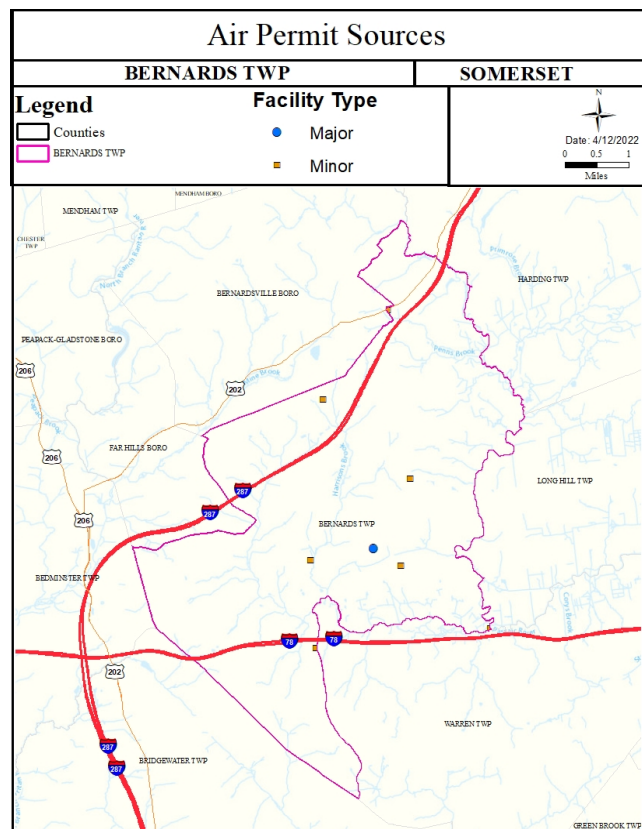 Air Permit Sources
BERNARDS TWP
SOMERSET
Legend
Counties
BERNARDS TWP
Facility Type
Major
Minor
N
Date: 4/12/2022
0 0.5 1
Miles
MENDHAM BORO
MENDHAM TWP
CHESTER
TWP
HARDING TWP
BERNARDSVILLE BORO
PEAPACK-GLADSTONE BORO
206
202
206
FAR HILLS BORO
LONG HILL TWP
287
287
206
BERNARDS TWP
BEDMINSTER TWP
78
78
202
WARREN TWP
287
BRIDGEWATER TWP
287
GREEN BROOK TWP